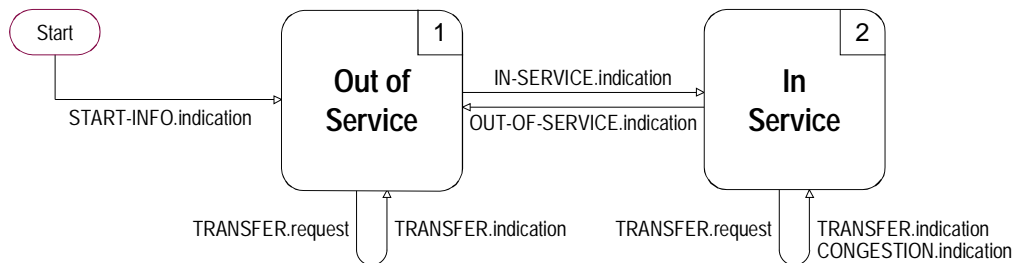 Start
1
Out of
Service
2
In
Service
START-INFO.indication
IN-SERVICE.indication
OUT-OF-SERVICE.indication
TRANSFER.request
TRANSFER.indication
TRANSFER.request
TRANSFER.indication
CONGESTION.indication